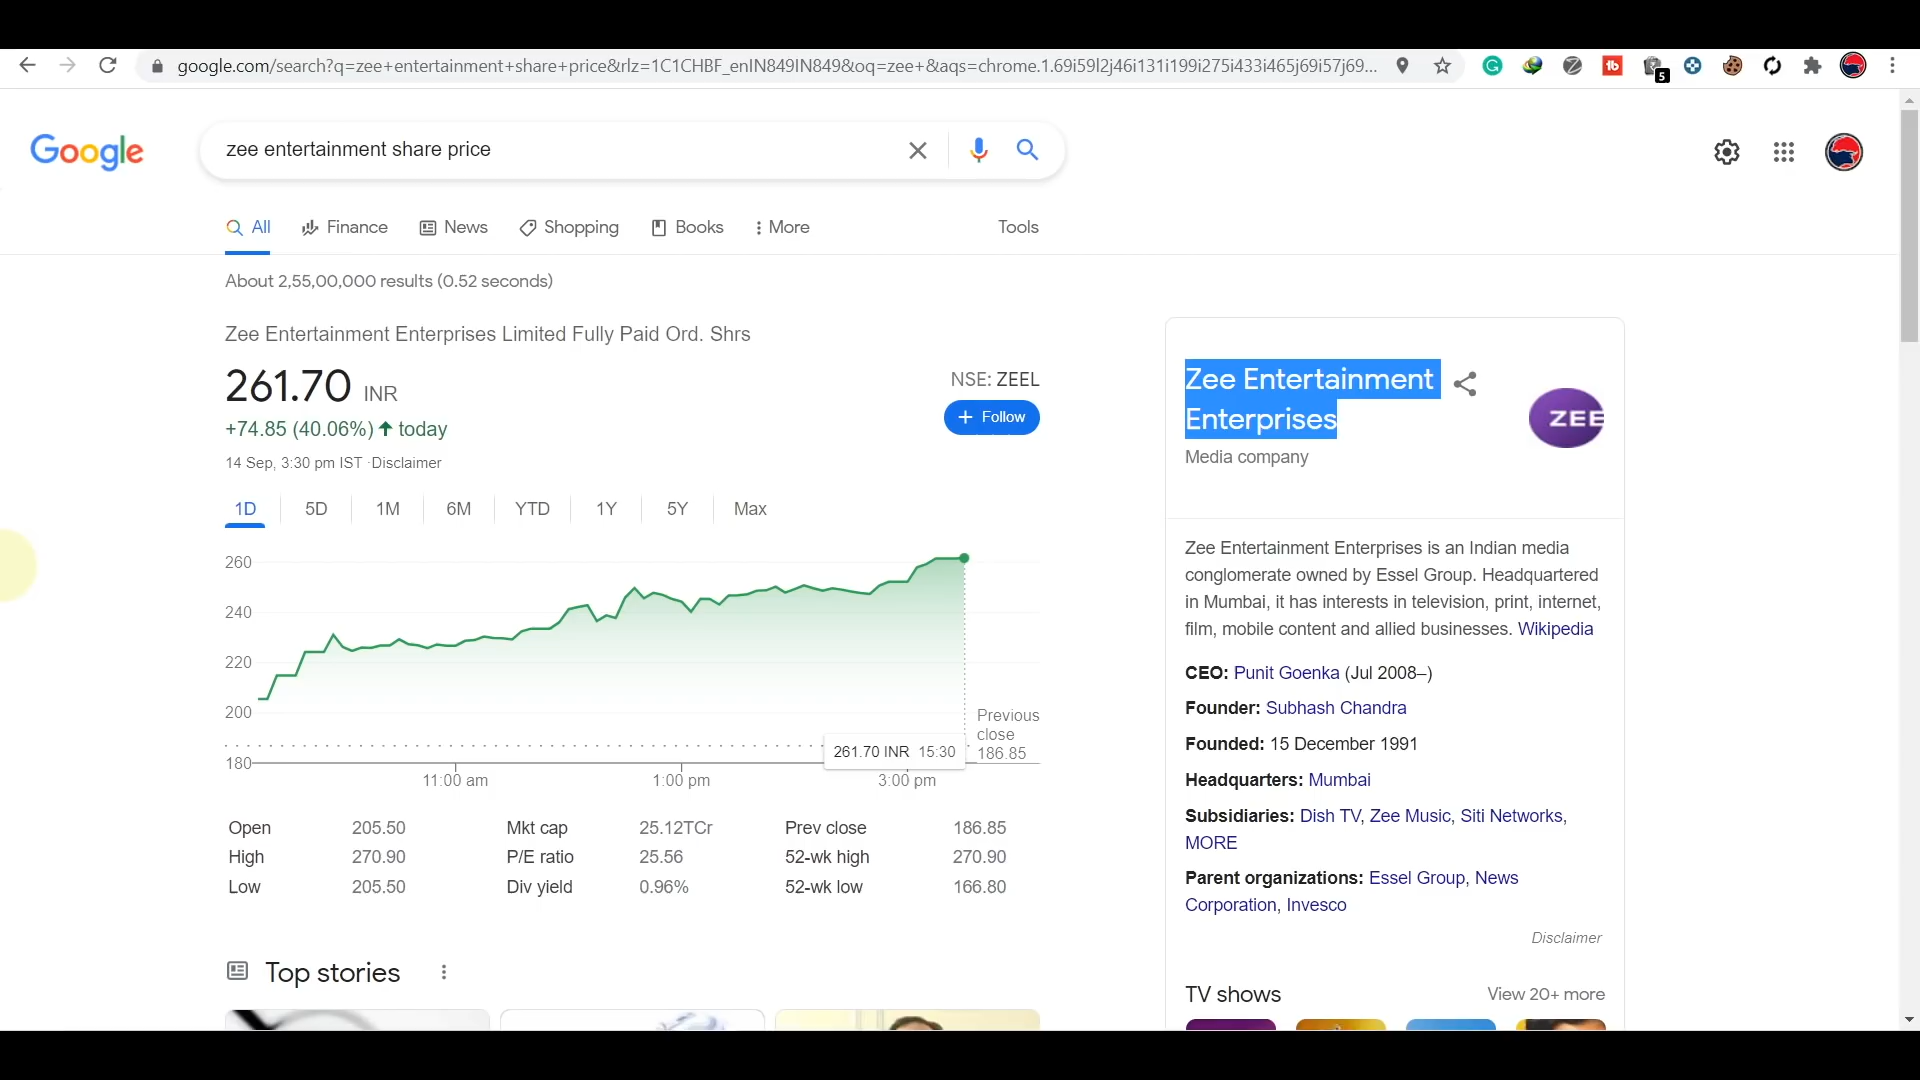 google.com/search?q=zee+entertainment+share+price&rlz=1C1CHBF_enIN849IN849&oq=zee+&aqs=chrome.1.69i59l2j46i131i199i275i433i465j69i57j69...
5
Google
zee entertainment share price
All
Finance
News
Shopping
Books
More
Tools
About 2,55,00,000 results (0.52 seconds)
Zee Entertainment Enterprises Limited Fully Paid Ord. Shrs
261.70 INR
+74.85 (40.06%) today
14 Sep, 3:30 pm IST ·Disclaimer
NSE: ZEEL
+ Follow
1D 5D 1M 6M YTD 1Y 5Y Max
260
240
220
200
180
Previous
close
186.85
261.70 INR 15:30
11:00 am 1:00 pm 3:00 pm
Open 205.50 Mkt cap 25.12TCr Prev close 186.85
High 270.90 P/E ratio 25.56 52-wk high 270.90
Low 205.50 Div yield 0.96% 52-wk low 166.80
Top stories
Zee Entertainment
Enterprises
ZEE
Media company
Zee Entertainment Enterprises is an Indian media
conglomerate owned by Essel Group. Headquartered
in Mumbai, it has interests in television, print, internet,
film, mobile content and allied businesses. Wikipedia
CEO: Punit Goenka (Jul 2008–)
Founder: Subhash Chandra
Founded: 15 December 1991
Headquarters: Mumbai
Subsidiaries: Dish TV, Zee Music, Siti Networks,
MORE
Parent organizations: Essel Group, News
Corporation, Invesco
Disclaimer
TV shows
View 20+ more